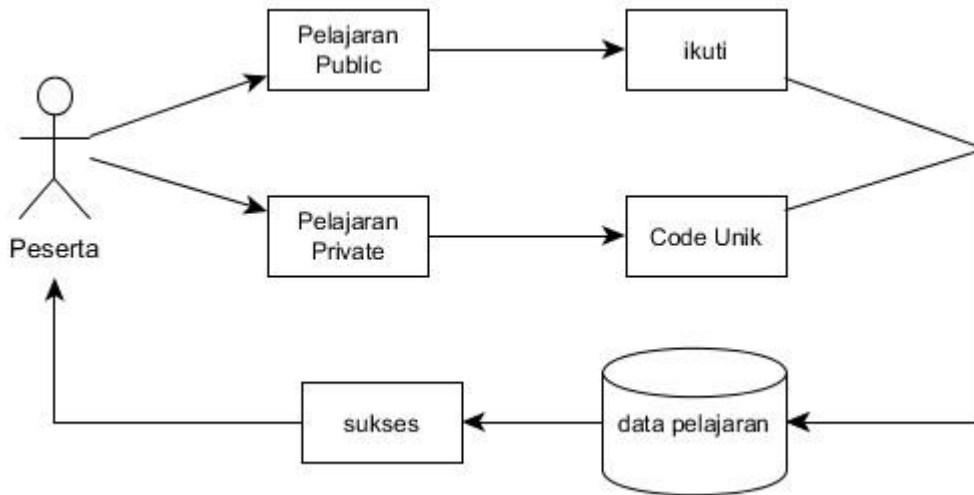 Pelajaran
Public
ikuti
Peserta
Pelajaran
Private
Code Unik
sukses
data pelajaran